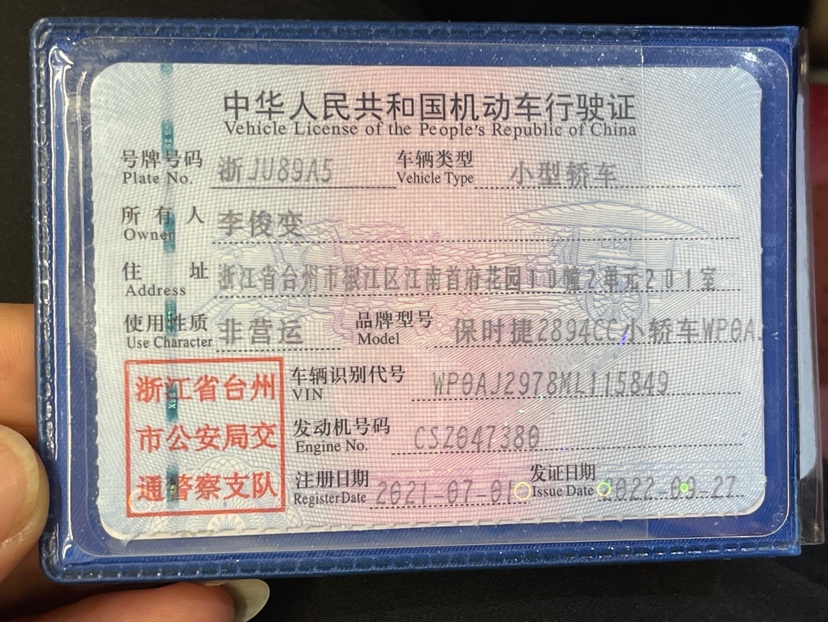 中华人民共和国机动车行驶证
Vehicle License of the People's Republic of China
号牌号码 浙JU89A5 车辆类型 小型轿车
Plate No. Vehicle Type
所有人 李俊变
Owner
住址 浙江省台州市椒江区江南首府花园10幢2单元201室
Address
使用性质 非营运 品牌型号 保时捷2894CC小轿车WP0AJ
Use Character Model
浙江省台州
市公安局交
通警察支队
车辆识别代号 WP0AJ2978ML115849
VIN
发动机号码 CSZ047380
Engine No.
注册日期 2021-07-01 发证日期 2022-09-27
Register Date Issue Date